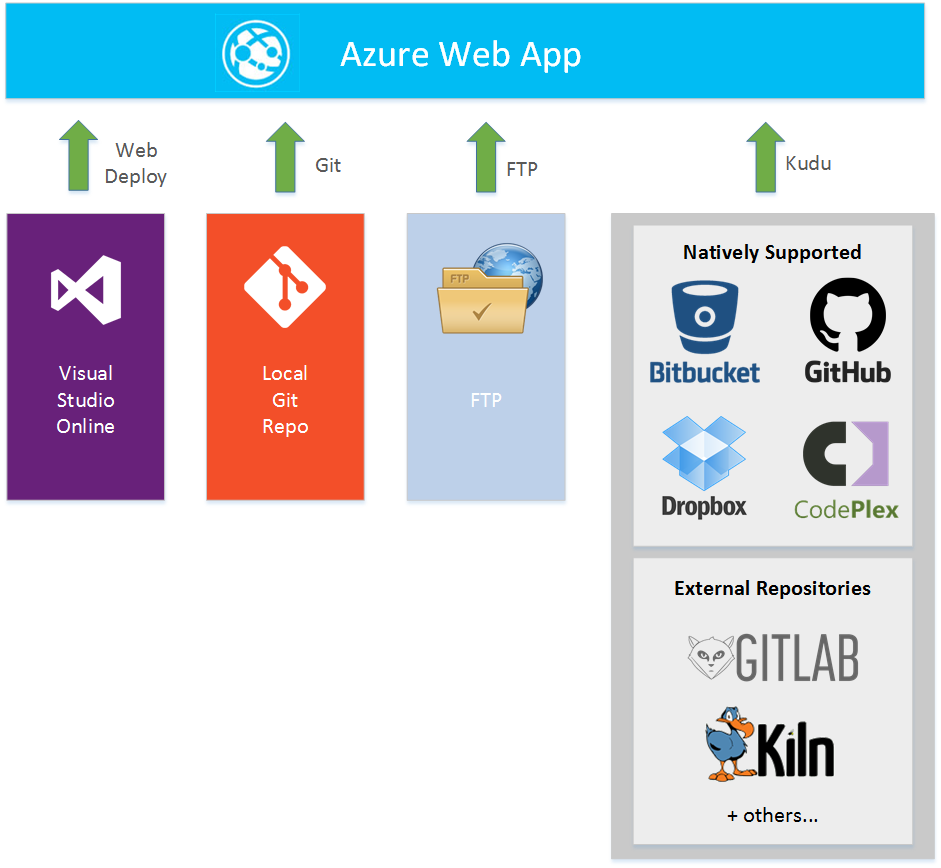 Azure Web App
Web
Deploy
Git
FTP
Kudu
Visual
Studio
Online
Local
Git
Repo
FTP
FTP
Natively Supported
Bitbucket
GitHub
Dropbox
CodePlex
External Repositories
GITLAB
Kiln
+ others...